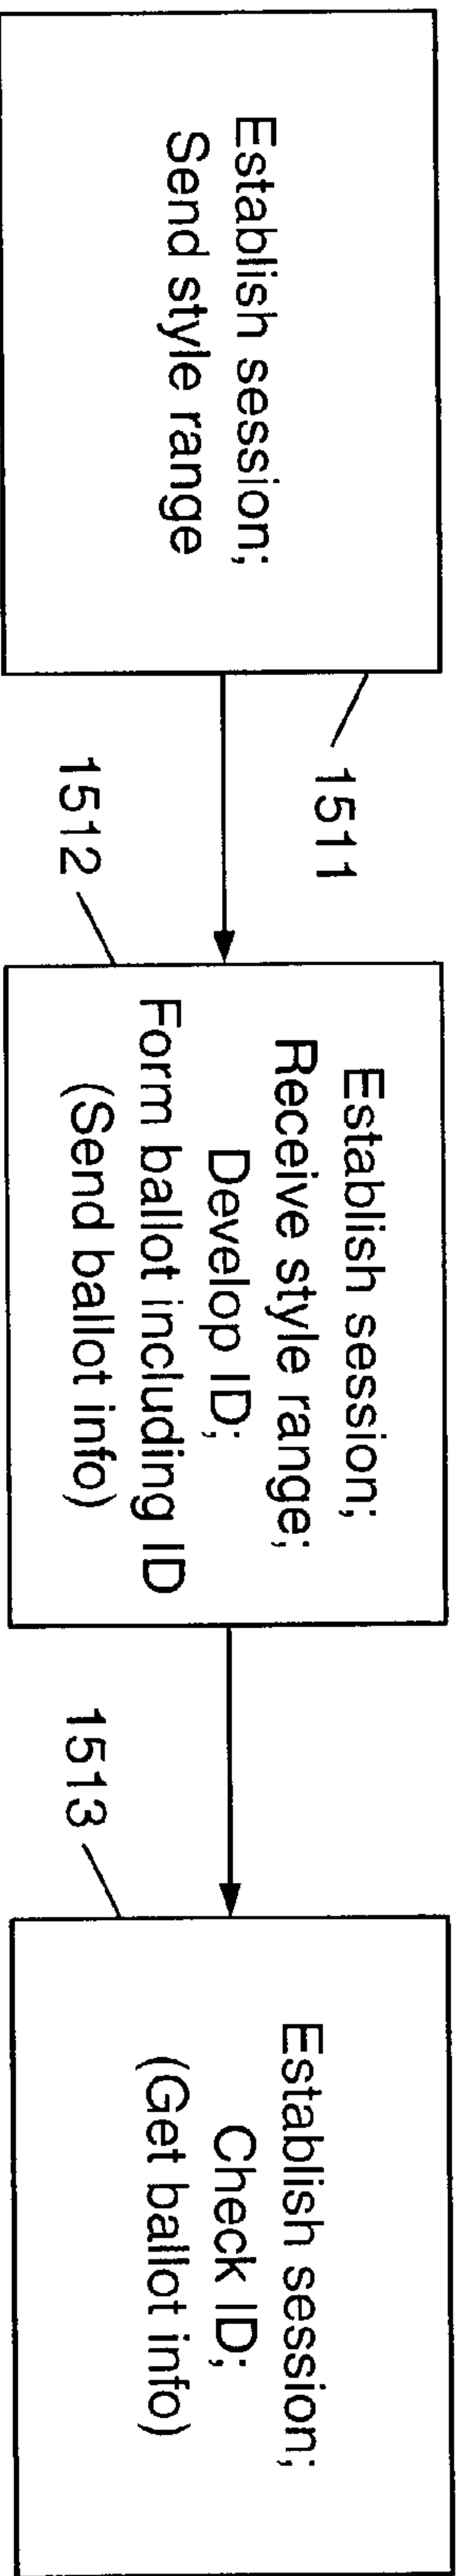 Establish session;
Send style range
1511
1512
Establish session;
Receive style range;
Develop ID;
Form ballot including ID
(Send ballot info)
1513
Establish session;
Check ID;
(Get ballot info)